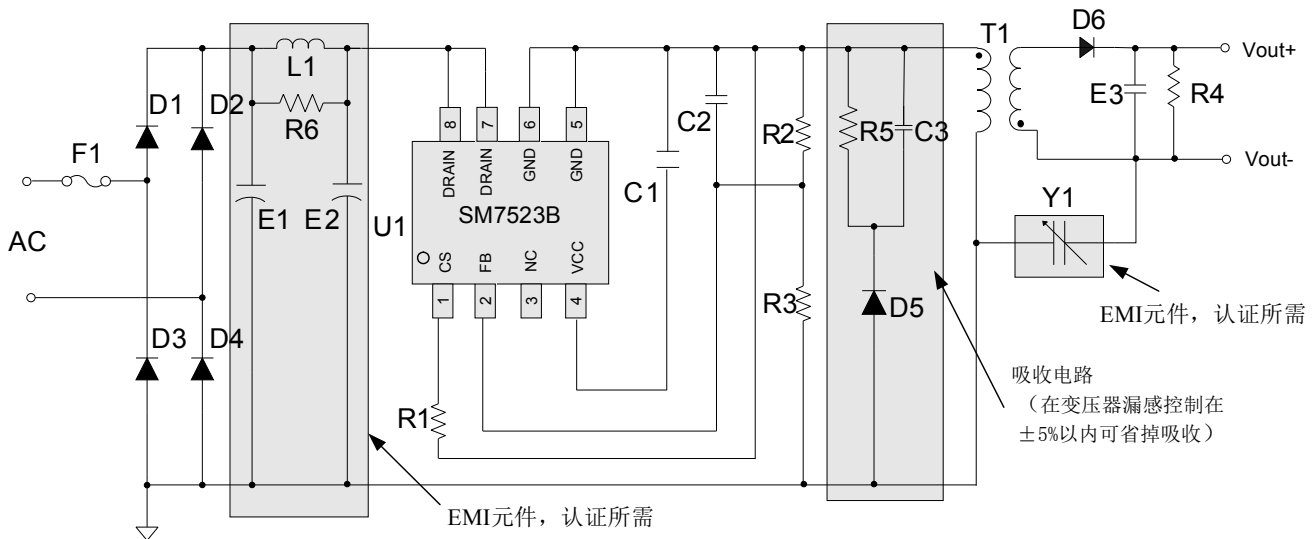 T1
D6
Vout+
L1
D1
D2
R6
8
7
6
5
C2
R2
R5
C3
E3
R4
F1
DRAIN
DRAIN
GND
GND
C1
Vout-
E1
E2
U1
SM7523B
Y1
AC
CS
FB
NC
VCC
1
2
3
4
R3
D5
EMI元件，认证所需
D3
D4
吸收电路
（在变压器漏感控制在
±5%以内可省掉吸收）
R1
EMI元件，认证所需